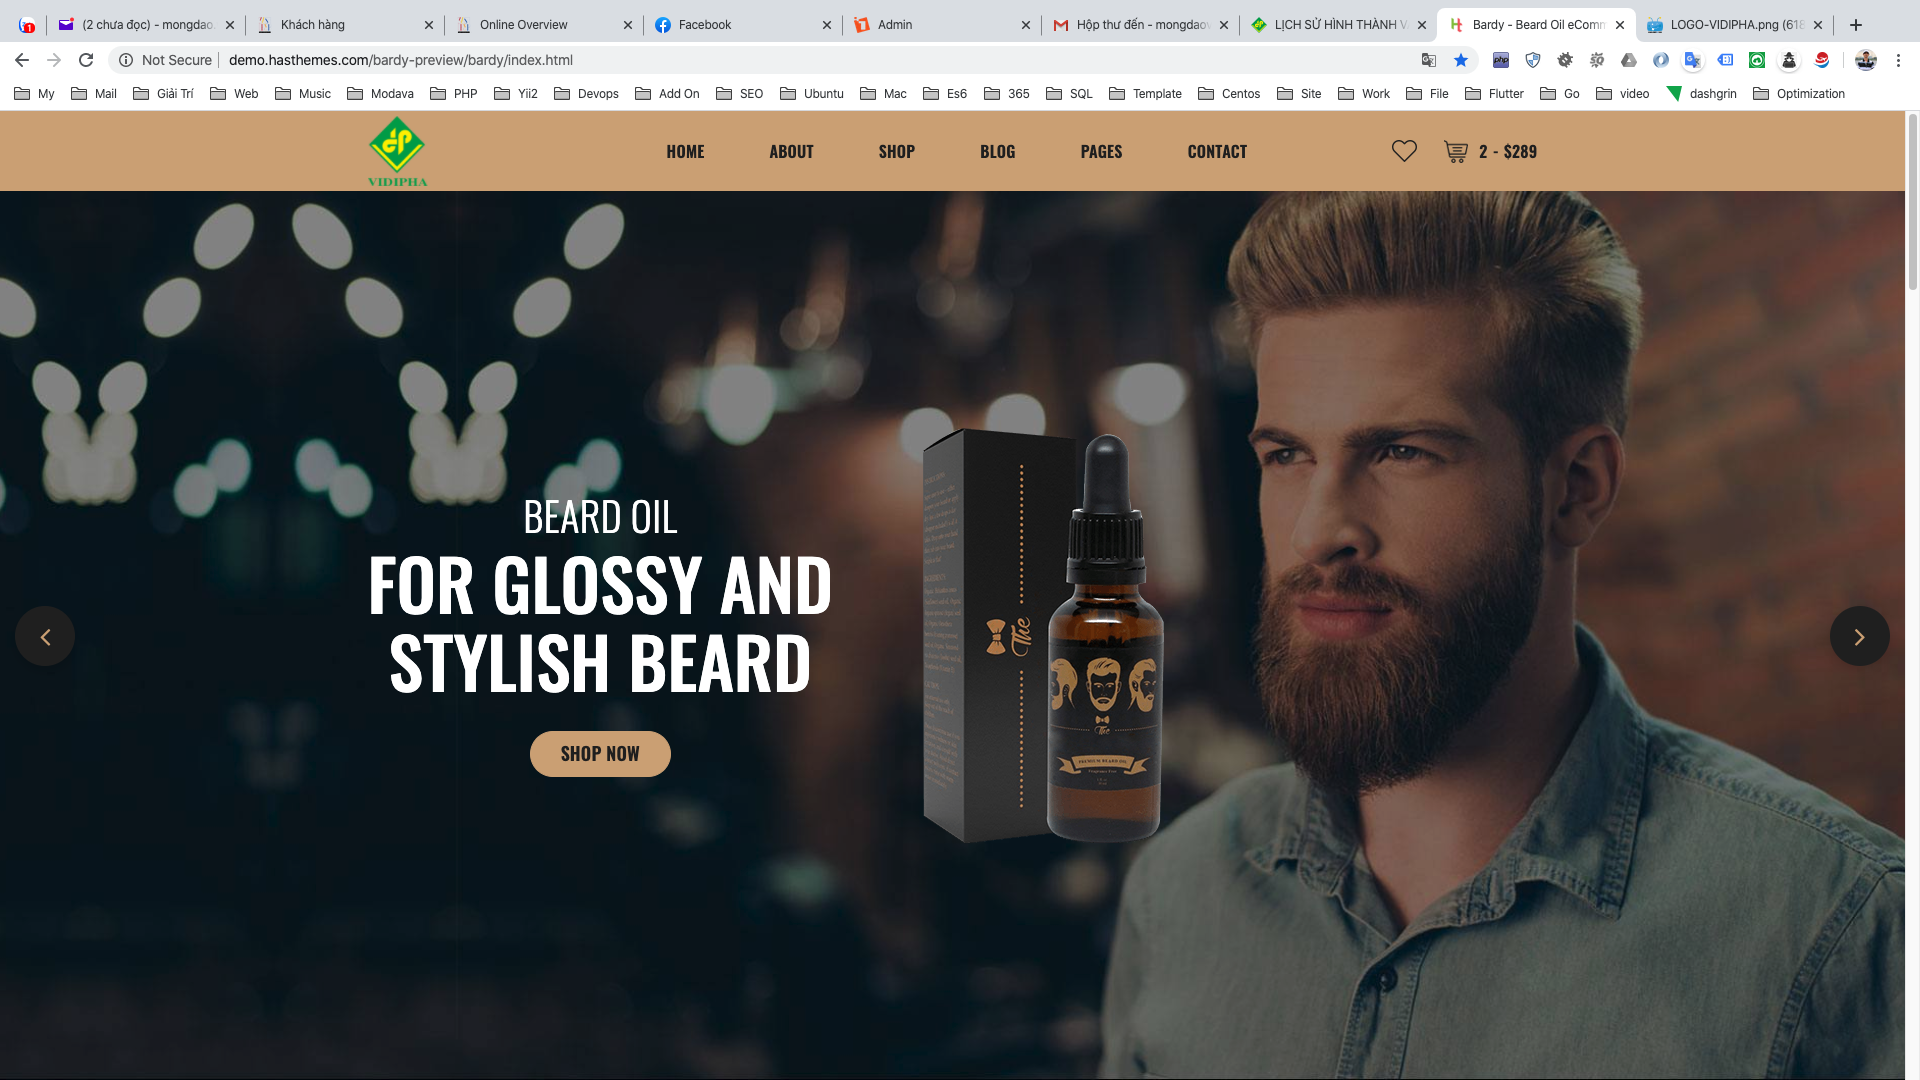 (2 chưa đọc) - mongdao
Khách hàng
Online Overview
Facebook
Admin
Hộp thư đến - mongdao
LỊCH SỬ HÌNH THÀNH V
Bardy - Beard Oil eComm
LOGO-VIDIPHA.png (618
Not Secure
demo.hasthemes.com/bardy-preview/bardy/index.html
My
Mail
Giải Trí
Web
Music
Modava
PHP
Yii2
Devops
Add On
SEO
Ubuntu
Mac
Es6
365
SQL
Template
Centos
Site
Work
File
Flutter
Go
video
dashgrin
Optimization
VIDIPHA
HOME
ABOUT
SHOP
BLOG
PAGES
CONTACT
2 - $289
BEARD OIL
FOR GLOSSY AND
STYLISH BEARD
SHOP NOW
The
The
PREMIUM BEARD OIL